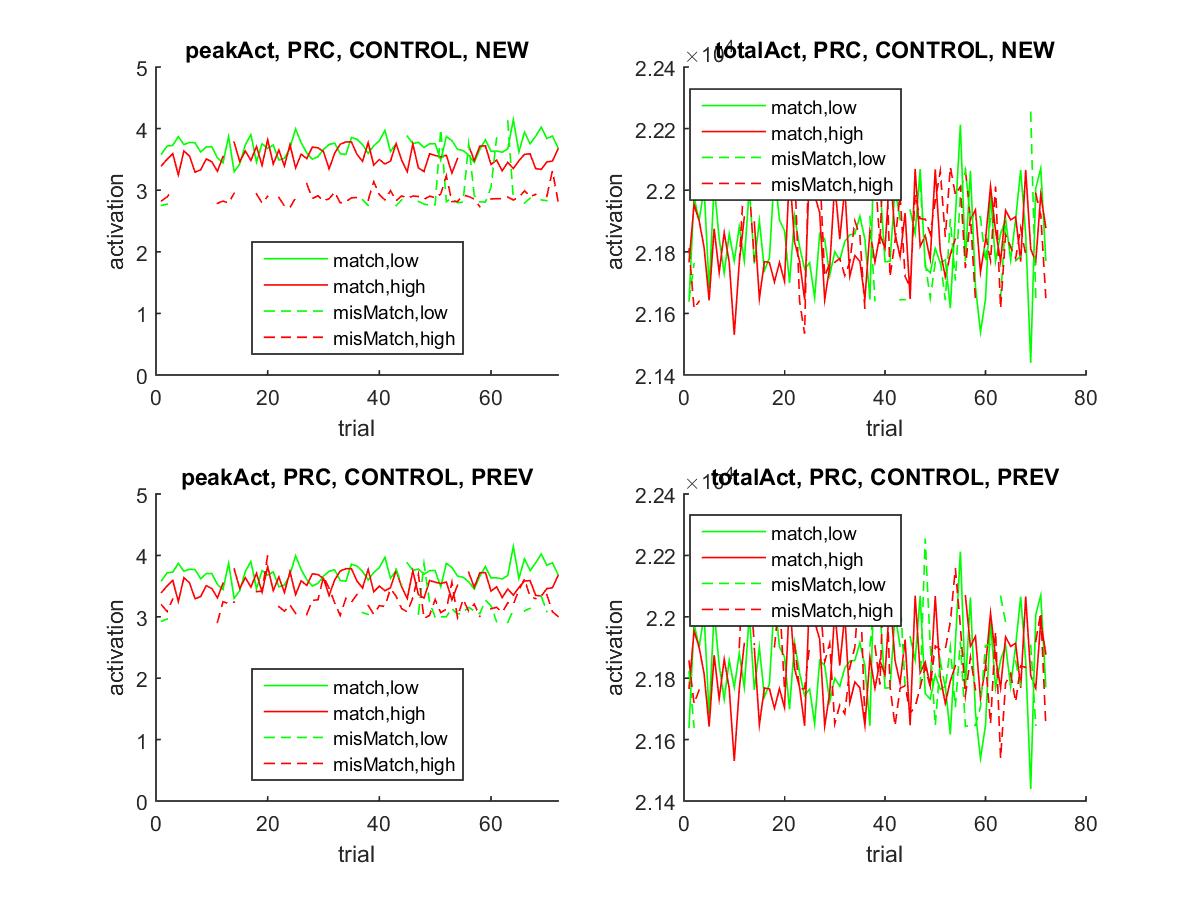 peakAct, PRC, CONTROL, NEW
activation
5
4
3
2
1
0
match,low
match,high
misMatch,low
misMatch,high
0 20 40 60
trial
×10⁴
totalAct, PRC, CONTROL, NEW
activation
2.24
2.22
2.2
2.18
2.16
2.14
match,low
match,high
misMatch,low
misMatch,high
0 20 40 60 80
trial
peakAct, PRC, CONTROL, PREV
activation
5
4
3
2
1
0
match,low
match,high
misMatch,low
misMatch,high
0 20 40 60
trial
×10⁴
totalAct, PRC, CONTROL, PREV
activation
2.24
2.22
2.2
2.18
2.16
2.14
match,low
match,high
misMatch,low
misMatch,high
0 20 40 60 80
trial